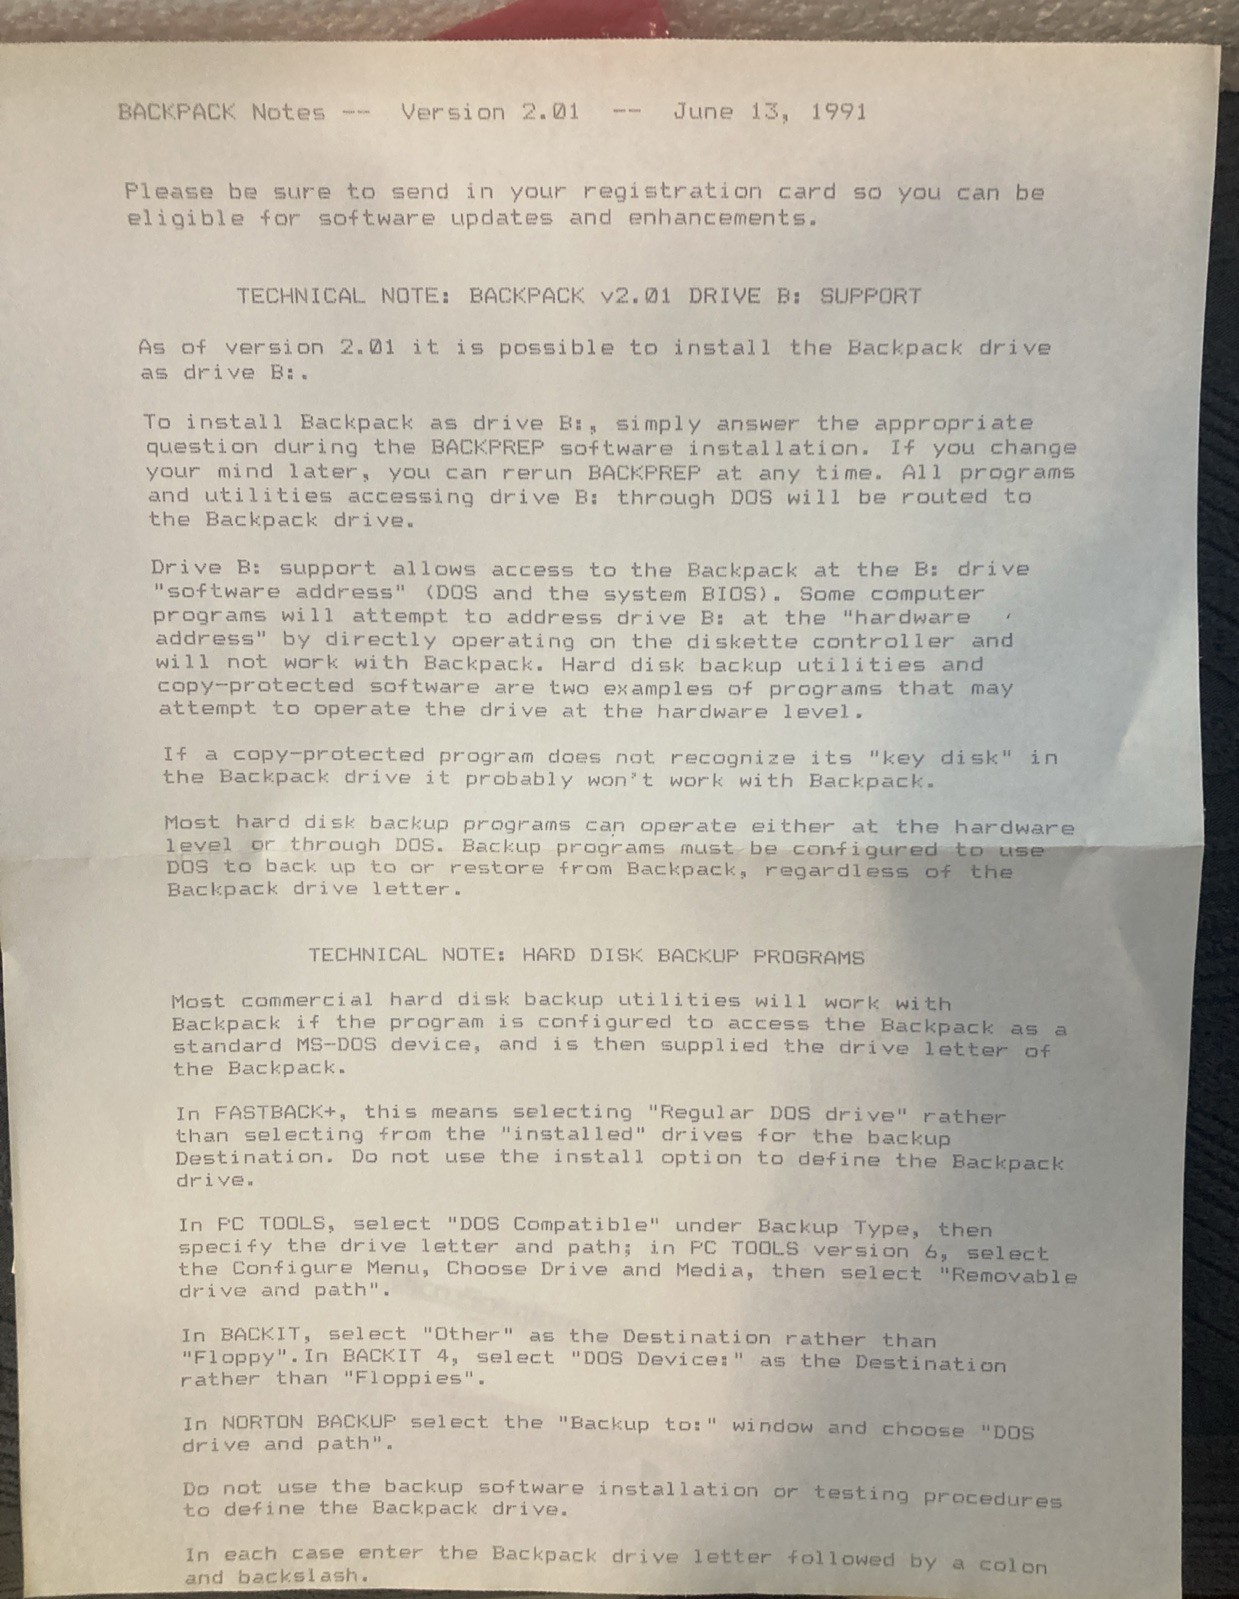 BACKPACK Notes -- Version 2.01 -- June 13, 1991
Please be sure to send in your registration card so you can be
eligible for software updates and enhancements.
TECHNICAL NOTE: BACKPACK v2.01 DRIVE B: SUPPORT
As of version 2.01 it is possible to install the Backpack drive
as drive B:.
To install Backpack as drive B:, simply answer the appropriate
question during the BACKPREP software installation. If you change
your mind later, you can rerun BACKPREP at any time. All programs
and utilities accessing drive B: through DOS will be routed to
the Backpack drive.
Drive B: support allows access to the Backpack at the B: drive
"software address" (DOS and the system BIOS). Some computer
programs will attempt to address drive B: at the "hardware
address" by directly operating on the diskette controller and
will not work with Backpack. Hard disk backup utilities and
copy-protected software are two examples of programs that may
attempt to operate the drive at the hardware level.
If a copy-protected program does not recognize its "key disk" in
the Backpack drive it probably won't work with Backpack.
Most hard disk backup programs can operate either at the hardware
level or through DOS. Backup programs must be configured to use
DOS to back up to or restore from Backpack, regardless of the
Backpack drive letter.
TECHNICAL NOTE: HARD DISK BACKUP PROGRAMS
Most commercial hard disk backup utilities will work with
Backpack if the program is configured to access the Backpack as a
standard MS-DOS device, and is then supplied the drive letter of
the Backpack.
In FASTBACK+, this means selecting "Regular DOS drive" rather
than selecting from the "installed" drives for the backup
Destination. Do not use the install option to define the Backpack
drive.
In PC TOOLS, select "DOS Compatible" under Backup Type, then
specify the drive letter and path; in PC TOOLS version 6, select
the Configure Menu, Choose Drive and Media, then select "Removable
drive and path".
In BACKIT, select "Other" as the Destination rather than
"Floppy".In BACKIT 4, select "DOS Device:" as the Destination
rather than "Floppies".
In NORTON BACKUP select the "Backup to:" window and choose "DOS
drive and path".
Do not use the backup software installation or testing procedures
to define the Backpack drive.
In each case enter the Backpack drive letter followed by a colon
and backslash.